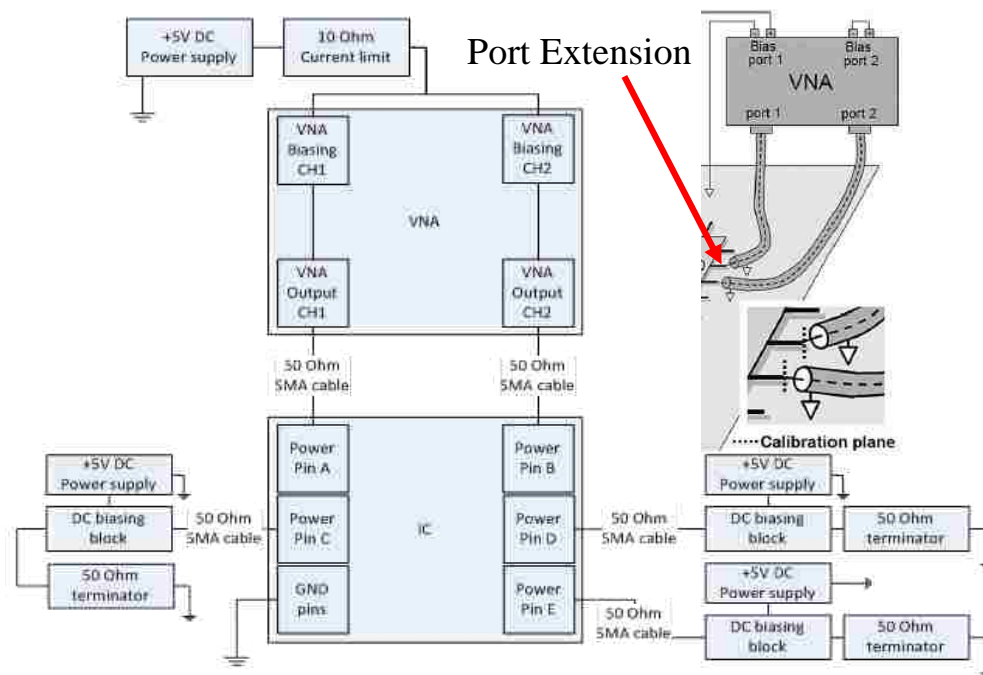 +5V DC
Power supply
10 Ohm
Current limit
Port Extension
Bias
port 1
Bias
port 2
VNA
port 1
port 2
VNA
Biasing
CH1
VNA
Biasing
CH2
VNA
VNA
Output
CH1
VNA
Output
CH2
50 Ohm
SMA cable
50 Ohm
SMA cable
Calibration plane
Power
Pin A
Power
Pin B
+5V DC
Power supply
+5V DC
Power supply
DC biasing
block
50 Ohm
SMA cable
Power
Pin C
IC
Power
Pin D
50 Ohm
SMA cable
DC biasing
block
50 Ohm
terminator
50 Ohm
terminator
GND
pins
Power
Pin E
+5V DC
Power supply
50 Ohm
SMA cable
DC biasing
block
50 Ohm
terminator